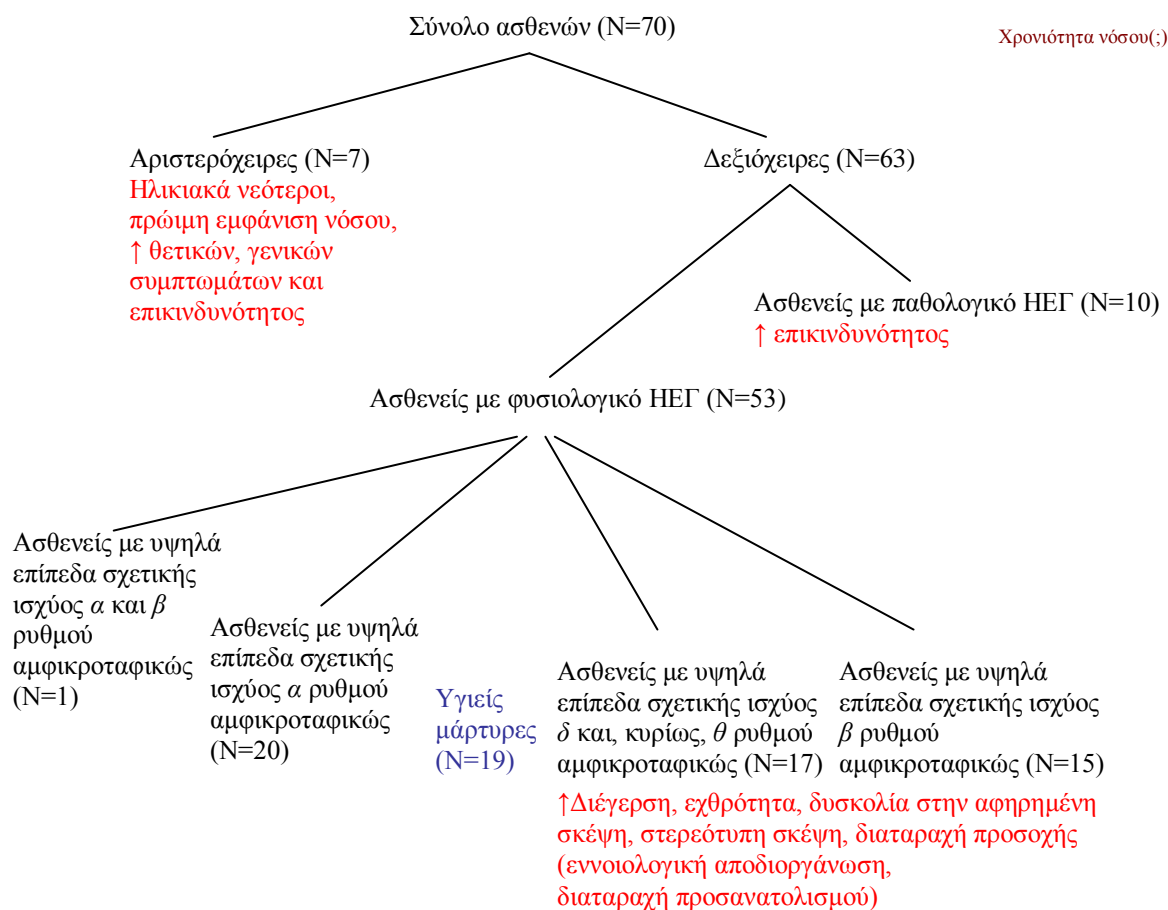 Σύνολο ασθενών (Ν=70)
Χρονιότητα νόσου(;)
Αριστερόχειρες (Ν=7)
Ηλικιακά νεότεροι,
πρώιμη εμφάνιση νόσου,
↑ θετικών, γενικών
συμπτωμάτων και
επικινδυνότητος
Δεξιόχειρες (Ν=63)
Ασθενείς με παθολογικό ΗΕΓ (Ν=10)
↑ επικινδυνότητος
Ασθενείς με φυσιολογικό ΗΕΓ (Ν=53)
Ασθενείς με υψηλά
επίπεδα σχετικής
ισχύος α και β
ρυθμού
αμφικροταφικώς
(Ν=1)
Ασθενείς με υψηλά
επίπεδα σχετικής
ισχύος α ρυθμού
αμφικροταφικώς
(Ν=20)
Υγιείς
μάρτυρες
(Ν=19)
Ασθενείς με υψηλά
επίπεδα σχετικής ισχύος
δ και, κυρίως, θ ρυθμού
αμφικροταφικώς (Ν=17)
Ασθενείς με υψηλά
επίπεδα σχετικής ισχύος
β ρυθμού
αμφικροταφικώς (Ν=15)
↑Διέγερση, εχθρότητα, δυσκολία στην αφηρημένη
σκέψη, στερεότυπη σκέψη, διαταραχή προσοχής
(εννοιολογική αποδιοργάνωση,
διαταραχή προσανατολισμού)